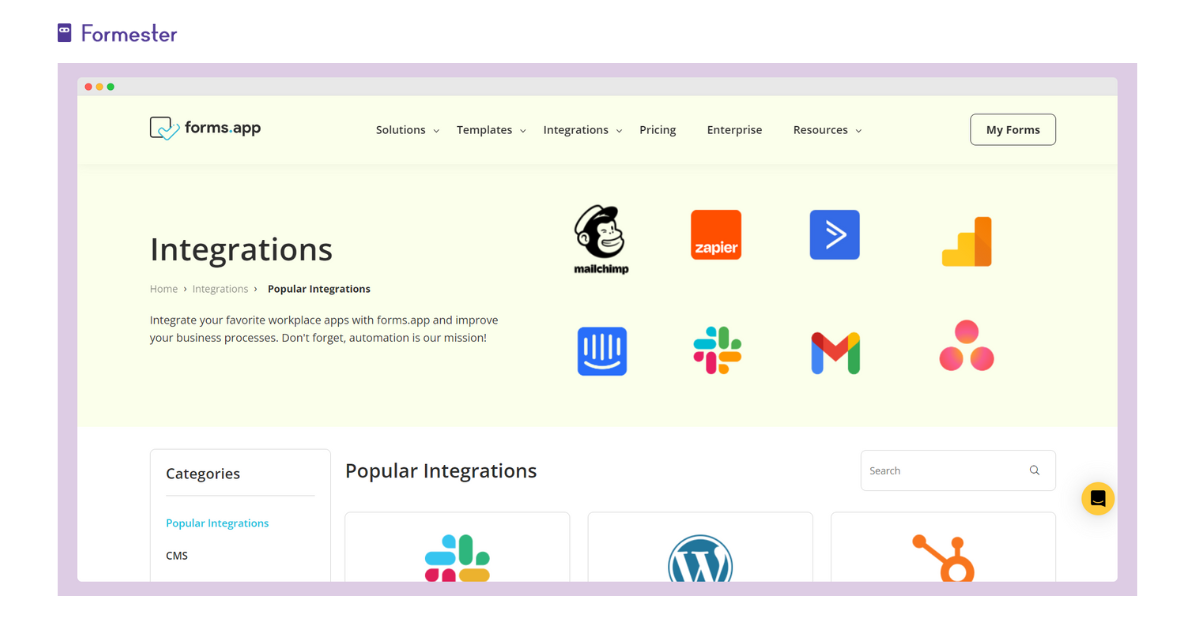 Formester
forms.app
Solutions
Templates
Integrations
Pricing
Enterprise
Resources
My Forms
mailchimp
zapier
Integrations
Home › Integrations › Popular Integrations
Integrate your favorite workplace apps with forms.app and improve
your business processes. Don't forget, automation is our mission!
Categories
Popular Integrations
CMS
Popular Integrations
Search